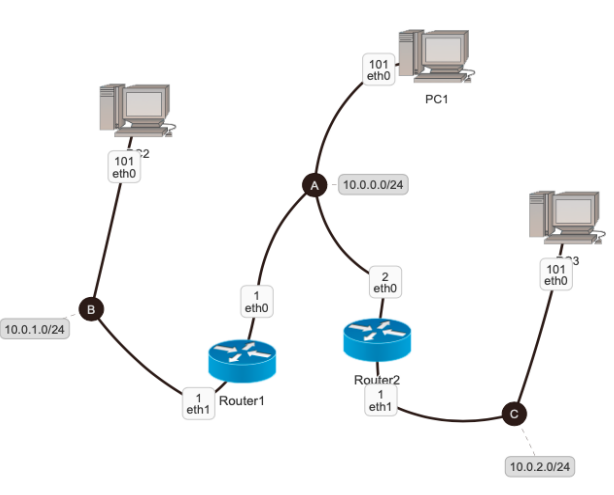 101
eth0
PC1
101
eth0
A
10.0.0.0/24
101
eth0
2
eth0
1
eth0
B
10.0.1.0/24
Router2
1
eth1
Router1
1
eth1
C
10.0.2.0/24